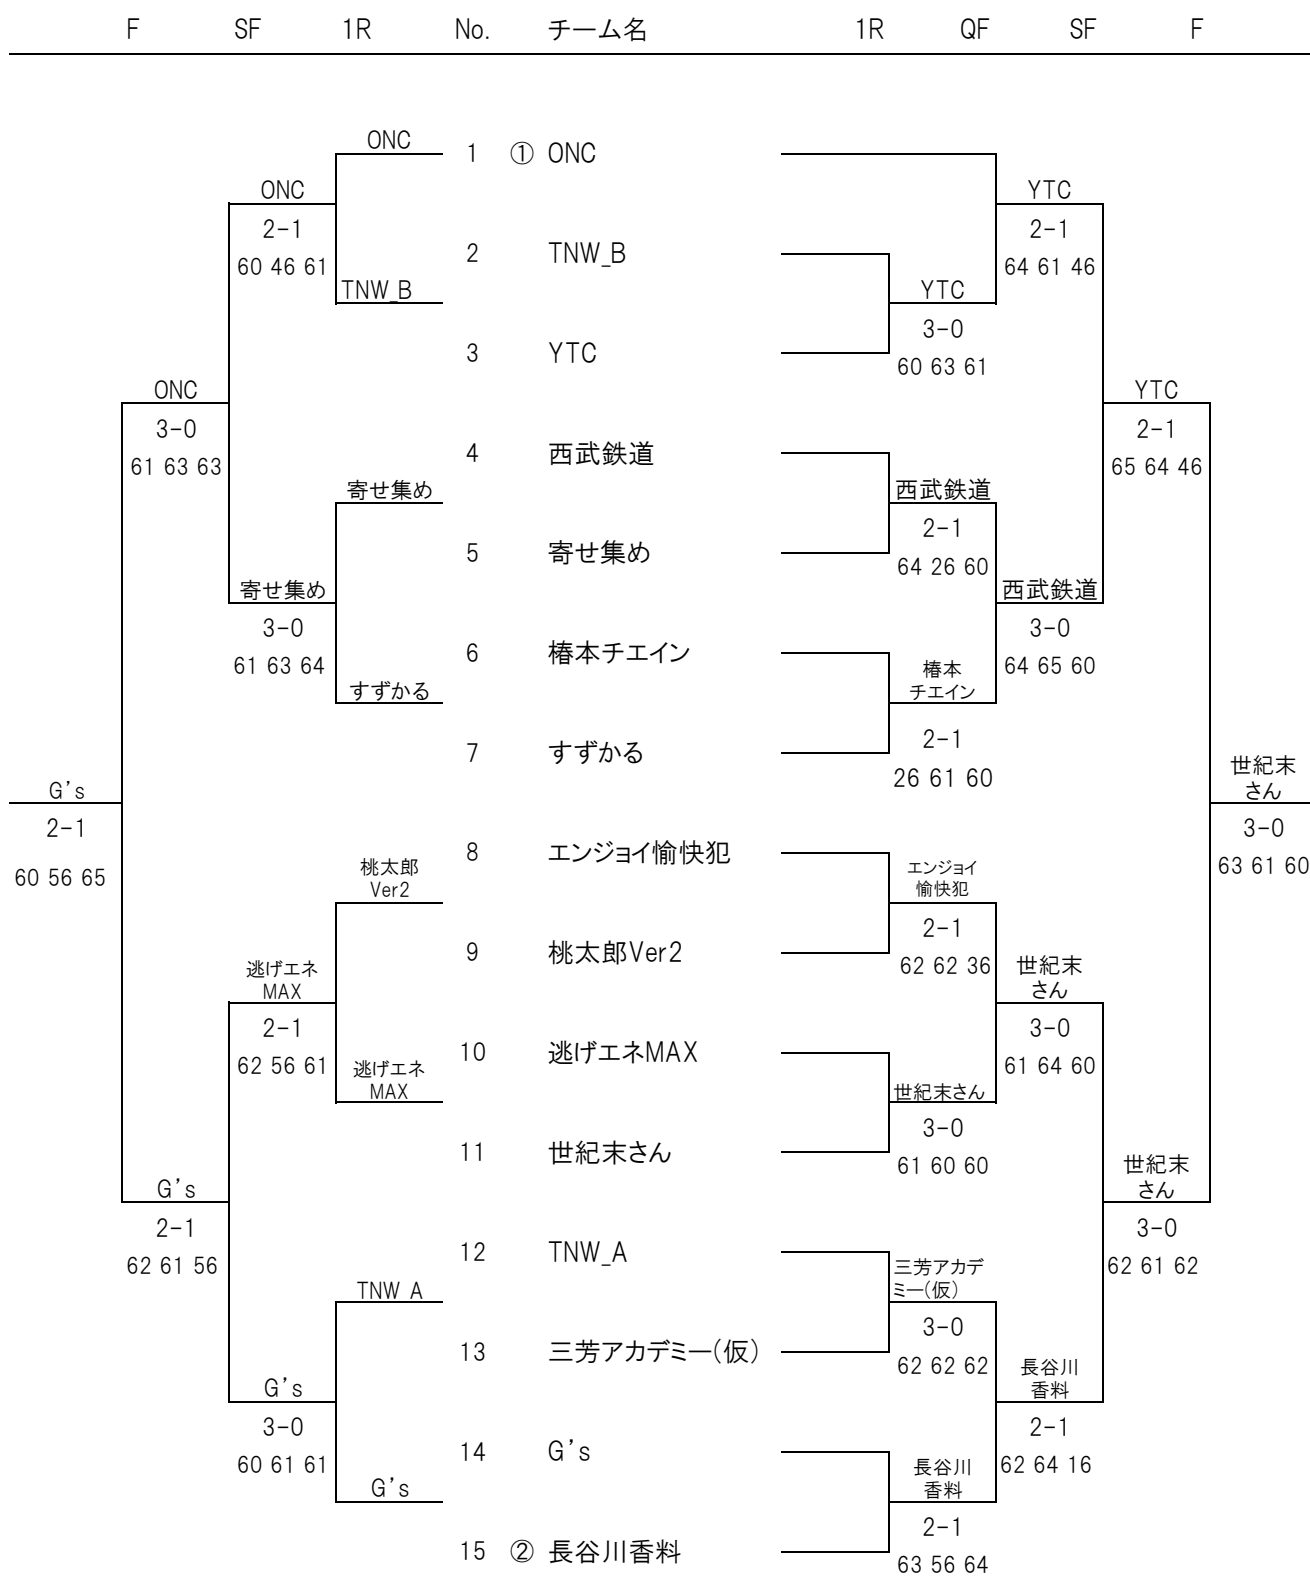 F SF 1R No. チーム名 1R QF SF F
ONC
1 ① ONC
ONC YTC
2-1 2-1
2 TNW_B
60 46 61 64 61 46
TNW_B YTC
3-0
3 YTC
60 63 61
ONC YTC
3-0 2-1
4 西武鉄道
61 63 63 65 64 46
寄せ集め 西武鉄道
2-1
5 寄せ集め
64 26 60
寄せ集め 西武鉄道
3-0 3-0
6 椿本チエイン
61 63 64 64 65 60
椿本
チエイン
すずかる
7 すずかる
2-1
26 61 60
世紀末
さん
G's
2-1 3-0
8 エンジョイ愉快犯
60 56 65 63 61 60
桃太郎
Ver2
エンジョイ
愉快犯
2-1
9 桃太郎Ver2
62 62 36
逃げエネ
MAX
世紀末
さん
2-1 3-0
10 逃げエネMAX
62 56 61 61 64 60
逃げエネ
MAX
世紀末さん
3-0
11 世紀末さん
61 60 60
G's
世紀末
さん
2-1 3-0
12 TNW_A
62 61 56 62 61 62
TNW_A
三芳アカデ
ミー(仮)
3-0
13 三芳アカデミー(仮)
62 62 62
G's
長谷川
香料
3-0 2-1
14 G's
60 61 61 62 64 16
G's
長谷川
香料
2-1
15 ② 長谷川香料
63 56 64